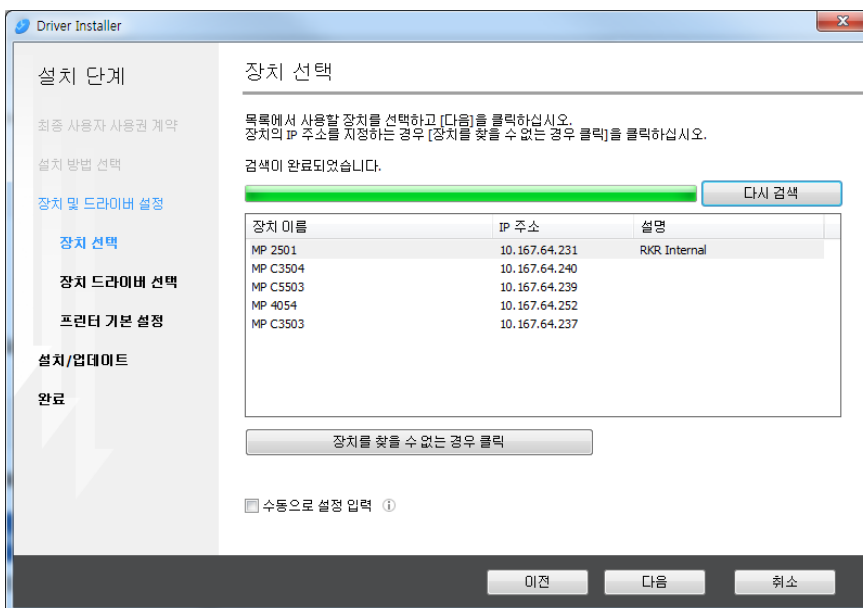 Driver Installer
설치 단계
최종 사용자 사용권 계약
설치 방법 선택
장치 및 드라이버 설정
장치 선택
장치 드라이버 선택
프린터 기본 설정
설치/업데이트
완료
장치 선택
목록에서 사용할 장치를 선택하고 [다음]을 클릭하십시오.
장치의 IP 주소를 지정하는 경우 [장치를 찾을 수 없는 경우 클릭]을 클릭하십시오.
검색이 완료되었습니다.
다시 검색
장치 이름 IP 주소 설명
MP 2501 10.167.64.231 RKR Internal
MP C3504 10.167.64.240
MP C5503 10.167.64.239
MP 4054 10.167.64.252
MP C3503 10.167.64.237
장치를 찾을 수 없는 경우 클릭
수동으로 설정 입력
이전 다음 취소